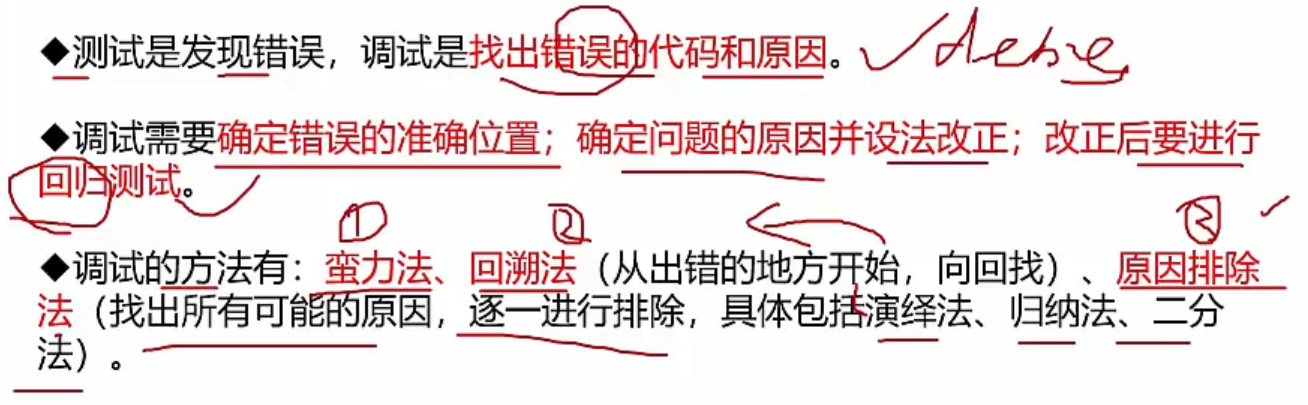 ◆测试是发现错误，调试是找出错误的代码和原因。
◆调试需要确定错误的准确位置；确定问题的原因并设法改正；改正后要进行
回归测试。
① ② ③
◆调试的方法有：蛮力法、回溯法（从出错的地方开始，向回找）、原因排除
法（找出所有可能的原因，逐一进行排除，具体包括演绎法、归纳法、二分
法）。